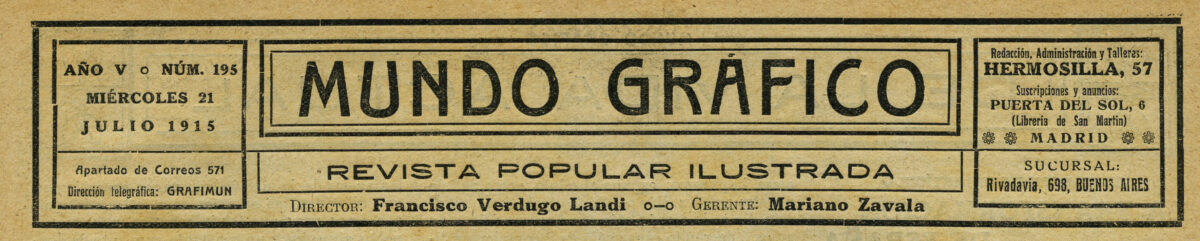 AÑO V o NÚM. 195
MIÉRCOLES 21
JULIO 1915
Apartado de Correos 571
Dirección telegráfica: GRAFIMUN
MUNDO GRÁFICO
REVISTA POPULAR ILUSTRADA
DIRECTOR: Francisco Verdugo Landi o—o GERENTE: Mariano Zavala
Redacción, Administración y Talleres:
HERMOSILLA, 57
Suscripciones y anuncios:
PUERTA DEL SOL, 6
(Librería de San Martín)
MADRID
SUCURSAL:
Rivadavia, 698, BUENOS AIRES